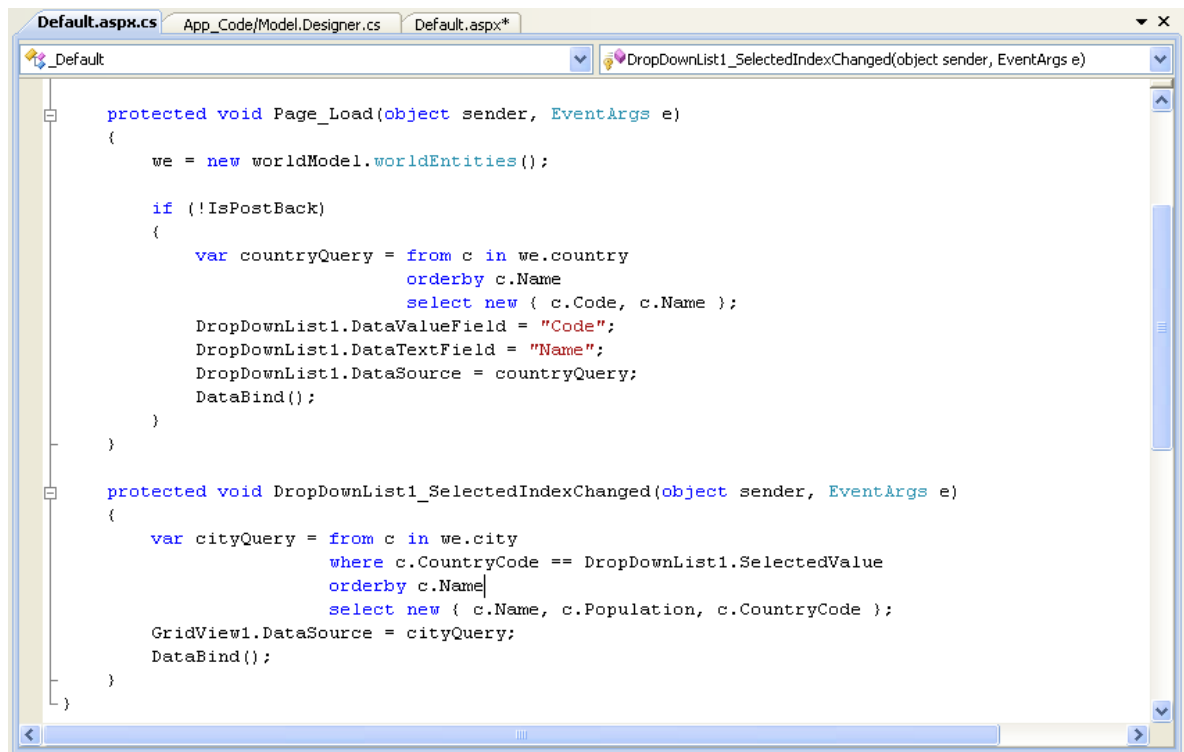 Default.aspx.cs App_Code/Model.Designer.cs Default.aspx*
_Default DropDownList1_SelectedIndexChanged(object sender, EventArgs e)
protected void Page_Load(object sender, EventArgs e)
{
we = new worldModel.worldEntities();
if (!IsPostBack)
{
var countryQuery = from c in we.country
orderby c.Name
select new { c.Code, c.Name };
DropDownList1.DataValueField = "Code";
DropDownList1.DataTextField = "Name";
DropDownList1.DataSource = countryQuery;
DataBind();
}
}
protected void DropDownList1_SelectedIndexChanged(object sender, EventArgs e)
{
var cityQuery = from c in we.city
where c.CountryCode == DropDownList1.SelectedValue
orderby c.Name
select new { c.Name, c.Population, c.CountryCode };
GridView1.DataSource = cityQuery;
DataBind();
}
}